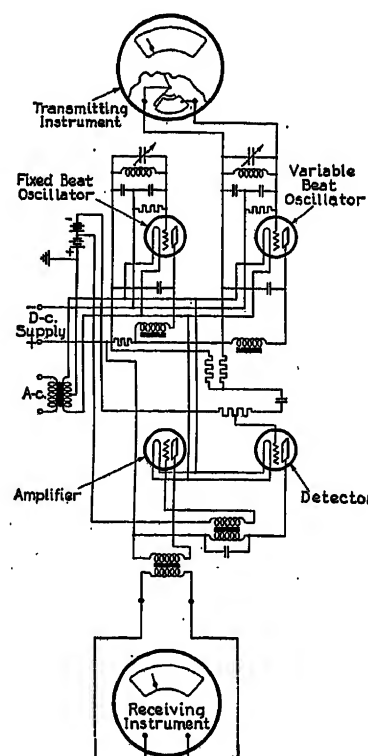 Transmitting
Instrument
Fixed Beat
Oscillator
Variable
Beat
Oscillator
-
+
-
D-c.
Supply
+
A-c.
Amplifier
Detector
Receiving
Instrument